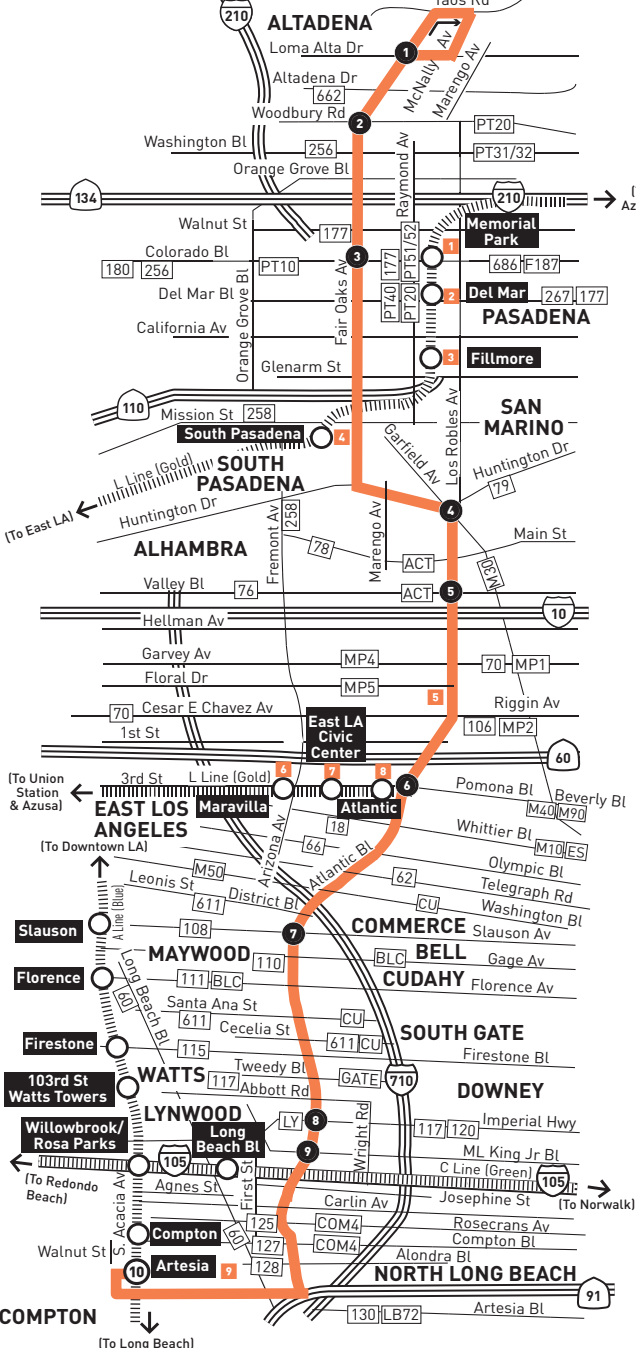 Taos Rd
210
ALTADENA
1
Loma Alta Dr
McNally Av
Marengo Av
Altadena Dr
662
Woodbury Rd
2
PT20
Washington Bl
256
PT31/32
Orange Grove Bl
Raymond Av
134
210
Walnut St
177
Memorial
Park
1
Colorado Bl
180
256
PT10
3
177
PT51/52
686
F187
Orange Grove Bl
Fair Oaks Av
Del Mar Bl
PT40
PT20
2
Del Mar
267
177
PASADENA
California Av
3
Fillmore
Glenarm St
110
Los Robles Av
Mission St
258
SAN
MARINO
South Pasadena
4
Garfield Av
Huntington Dr
79
L Line (Gold)
SOUTH
PASADENA
(To East LA)
Huntington Dr
Fremont Av
258
Marengo Av
4
Main St
ALHAMBRA
78
ACT
M30
Valley Bl
76
ACT
5
10
Hellman Av
Garvey Av
MP4
70
MP1
Floral Dr
MP5
5
Riggin Av
70
Cesar E Chavez Av
106
MP2
1st St
East LA
Civic
Center
60
(To Union
Station
& Azusa)
3rd St
L Line (Gold)
6
7
8
6
Pomona Bl
Beverly Bl
EAST LOS
ANGELES
Maravilla
Atlantic
M40
M90
(To Downtown LA)
Arizona Av
18
Whittier Bl
M10
ES
66
Atlantic Bl
Olympic Bl
M50
62
Telegraph Rd
Leonis St
611
District Bl
CU
Washington Bl
A Line (Blue)
Slauson
108
7
COMMERCE
Slauson Av
MAYWOOD
110
BLC
BELL
Gage Av
Florence
111
BLC
CUDAHY
Florence Av
60
Long Beach Bl
Santa Ana St
611
CU
Cecelia St
611
CU
SOUTH GATE
Firestone
115
Firestone Bl
103rd St
Watts Towers
WATTS
117
Tweedy Bl
GATE
710
Abbott Rd
DOWNEY
LYNWOOD
Wright Rd
Willowbrook/
Rosa Parks
Long
Beach Bl
LY
8
117
120
Imperial Hwy
9
ML King Jr Bl
105
C Line (Green)
105
(To Redondo
Beach)
Agnes St
First St
Josephine St
(To Norwalk)
S. Acacia Av
Carlin Av
125
COM4
Rosecrans Av
Compton
60
127
COM4
Compton Bl
Walnut St
Alondra Bl
10
Artesia
9
128
NORTH LONG BEACH
91
COMPTON
130
LB72
Artesia Bl
(To Long Beach)